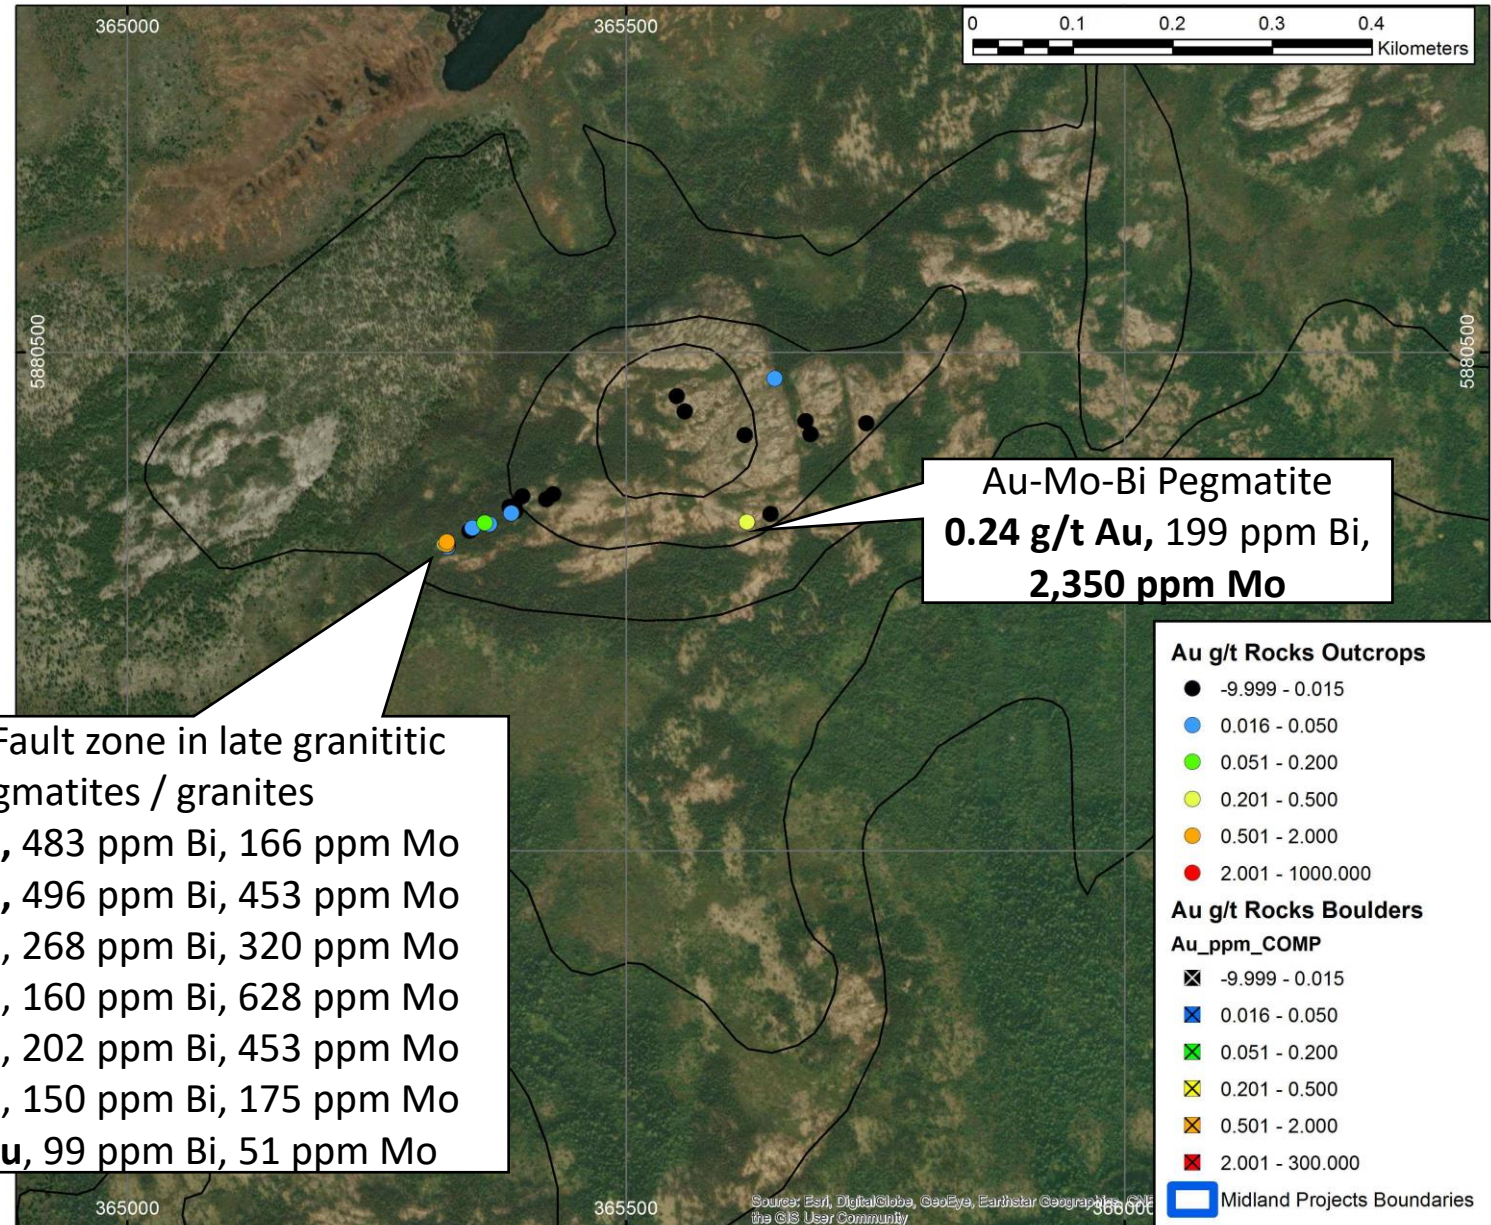 365000
365500
0 0.1 0.2 0.3 0.4
Kilometers
5880500
5880500
Au-Mo-Bi Pegmatite
0.24 g/t Au, 199 ppm Bi,
2,350 ppm Mo
Fault zone in late granititic
gmatites / granites
, 483 ppm Bi, 166 ppm Mo
, 496 ppm Bi, 453 ppm Mo
, 268 ppm Bi, 320 ppm Mo
, 160 ppm Bi, 628 ppm Mo
, 202 ppm Bi, 453 ppm Mo
, 150 ppm Bi, 175 ppm Mo
u, 99 ppm Bi, 51 ppm Mo
Au g/t Rocks Outcrops
-9.999 - 0.015
0.016 - 0.050
0.051 - 0.200
0.201 - 0.500
0.501 - 2.000
2.001 - 1000.000
Au g/t Rocks Boulders
Au_ppm_COMP
-9.999 - 0.015
0.016 - 0.050
0.051 - 0.200
0.201 - 0.500
0.501 - 2.000
2.001 - 300.000
Midland Projects Boundaries
365000
365500
Source: Esri, DigitalGlobe, GeoEye, Earthstar Geographics,
the GIS User Community